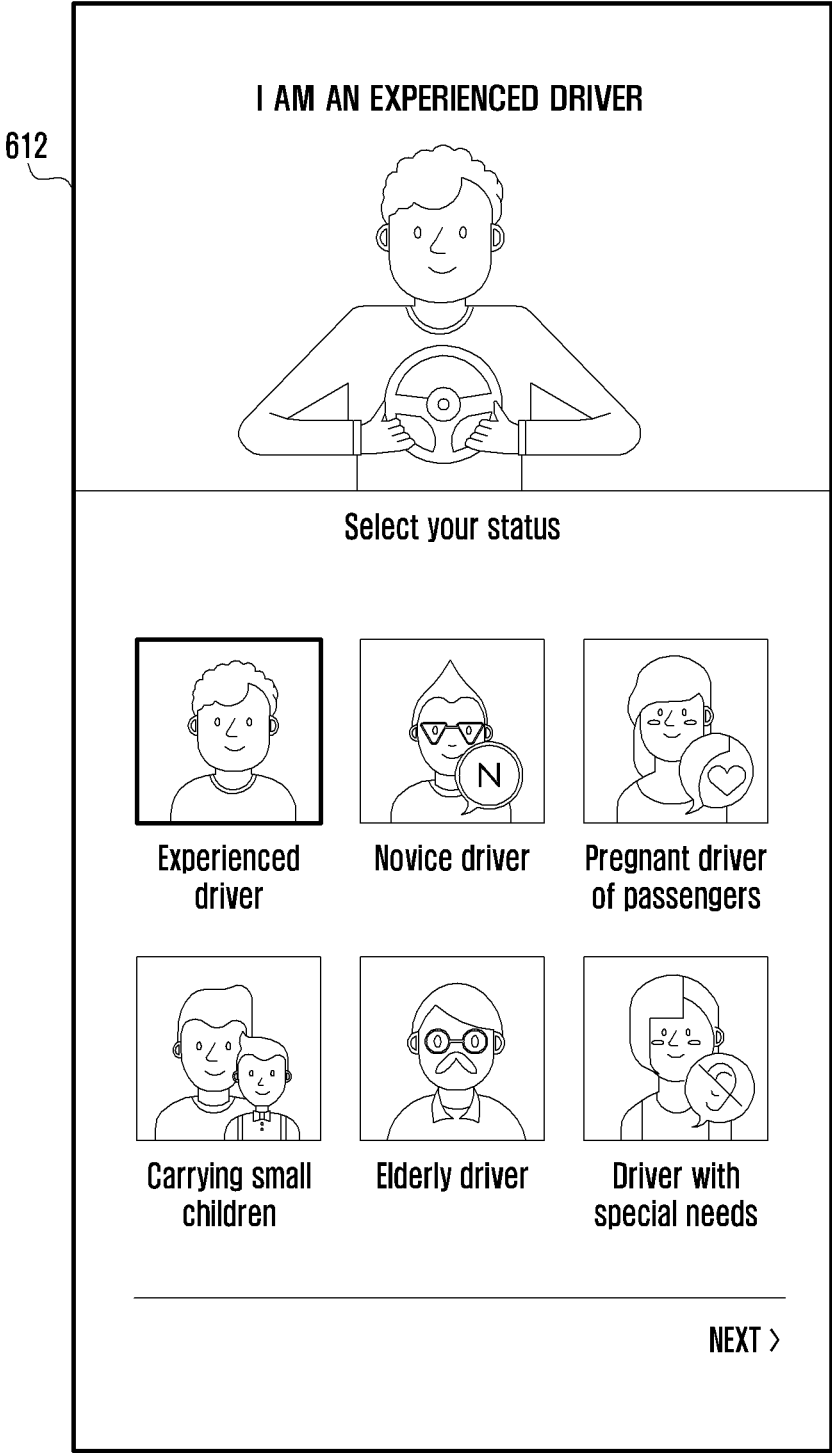 I AM AN EXPERIENCED DRIVER
612
Select your status
N
Experienced
driver
Novice driver
Pregnant driver
of passengers
Carrying small
children
Elderly driver
Driver with
special needs
NEXT >